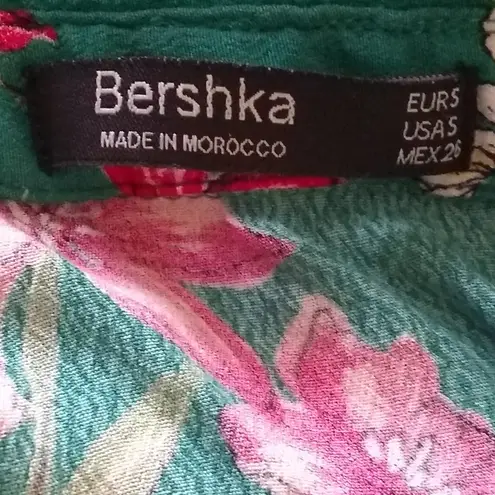 Bershka
MADE IN MOROCCO
EUR S
USA S
MEX 26